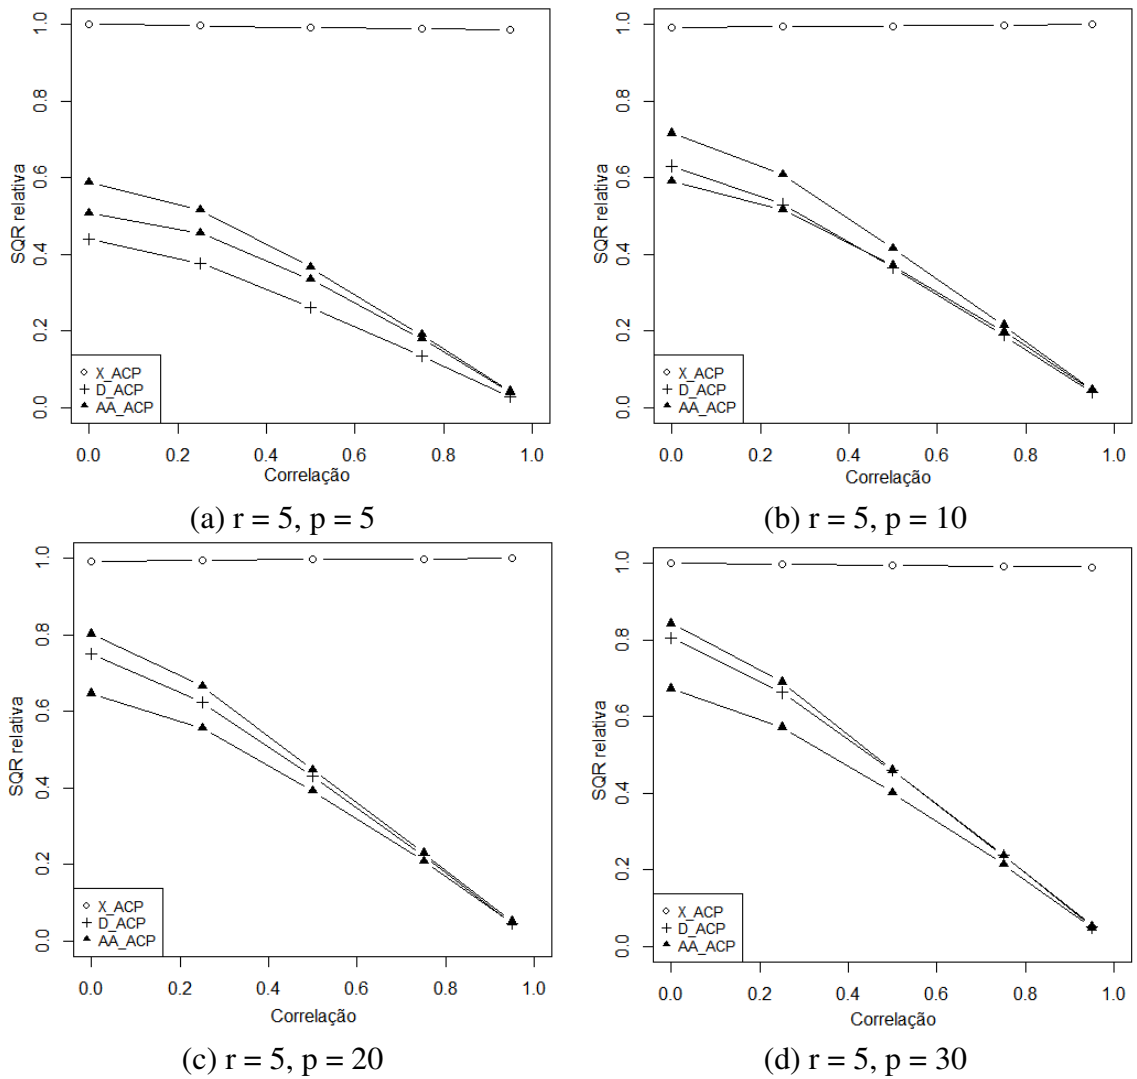 1.0
0.8
0.6
0.4
0.2
0.0
SQR relativa
X_ACP
D_ACP
AA_ACP
0.0 0.2 0.4 0.6 0.8 1.0
Correlação
(a) r = 5, p = 5
1.0
0.8
0.6
0.4
0.2
0.0
SQR relativa
X_ACP
D_ACP
AA_ACP
0.0 0.2 0.4 0.6 0.8 1.0
Correlação
(b) r = 5, p = 10
1.0
0.8
0.6
0.4
0.2
0.0
SQR relativa
X_ACP
D_ACP
AA_ACP
0.0 0.2 0.4 0.6 0.8 1.0
Correlação
(c) r = 5, p = 20
1.0
0.8
0.6
0.4
0.2
0.0
SQR relativa
X_ACP
D_ACP
AA_ACP
0.0 0.2 0.4 0.6 0.8 1.0
Correlação
(d) r = 5, p = 30